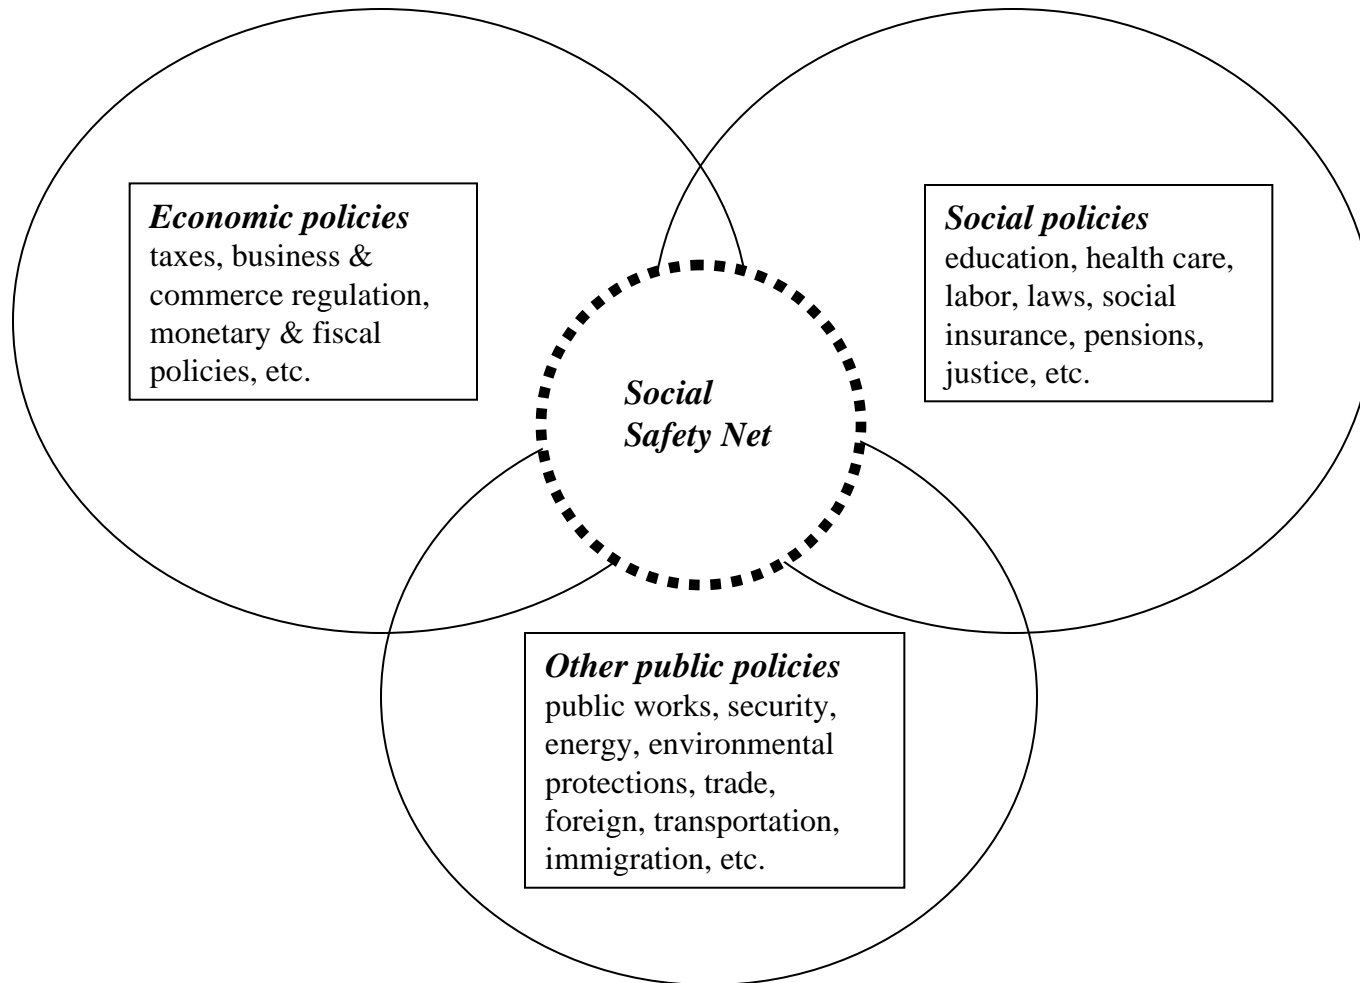 Economic policies
taxes, business &
commerce regulation,
monetary & fiscal
policies, etc.
Social policies
education, health care,
labor, laws, social
insurance, pensions,
justice, etc.
Social
Safety Net
Other public policies
public works, security,
energy, environmental
protections, trade,
foreign, transportation,
immigration, etc.